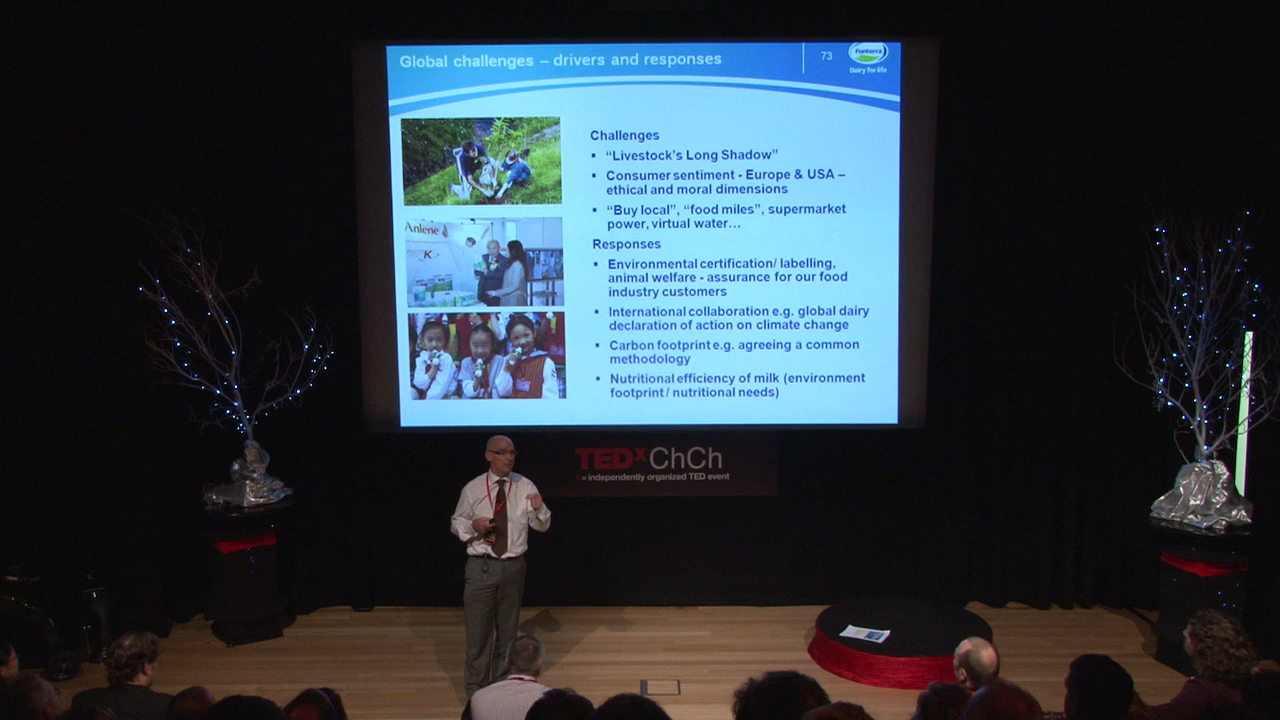 Global challenges – drivers and responses
73
Fonterra
Dairy for life
Challenges
▪ “Livestock’s Long Shadow”
▪ Consumer sentiment - Europe & USA –
ethical and moral dimensions
▪ “Buy local”, “food miles”, supermarket
power, virtual water…
Responses
▪ Environmental certification/ labelling,
animal welfare - assurance for our food
industry customers
▪ International collaboration e.g. global dairy
declaration of action on climate change
▪ Carbon footprint e.g. agreeing a common
methodology
▪ Nutritional efficiency of milk (environment
footprint / nutritional needs)
Anlene
K
TEDxChCh
x = independently organized TED event